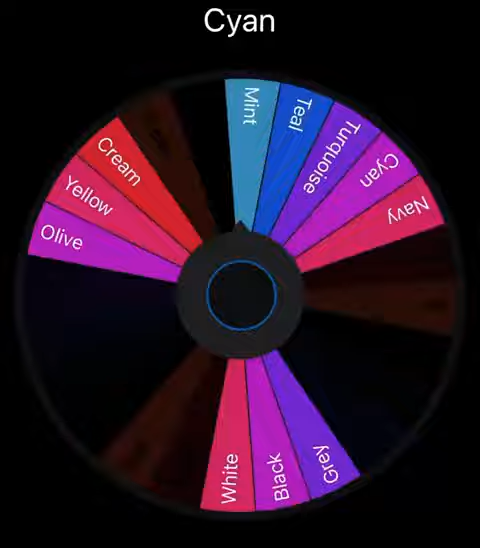 Cyan
Mint
Teal
Turquoise
Cyan
Navy
Grey
Black
White
Olive
Yellow
Cream